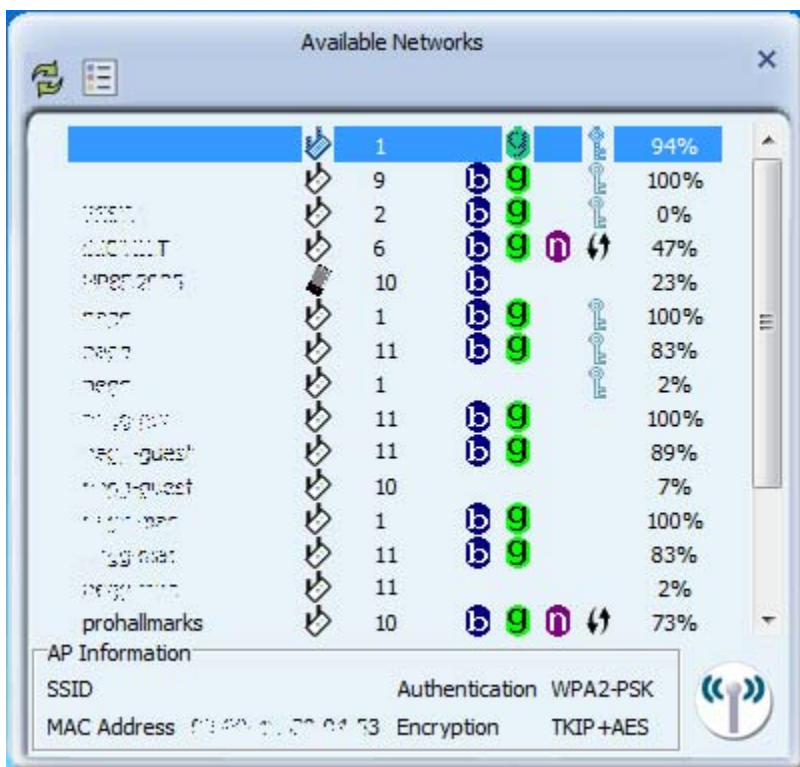 Available Networks
1 g 94%
9 b g 100%
2 b g 0%
T 6 b g n 47%
10 b 23%
1 b g 100%
11 b g 83%
1 2%
11 b g 100%
-guest 11 b g 89%
-guest 10 7%
1 b g 100%
11 b g 83%
11 2%
prohallmarks 10 b g n 73%
AP Information
SSID Authentication WPA2-PSK
MAC Address Encryption TKIP+AES